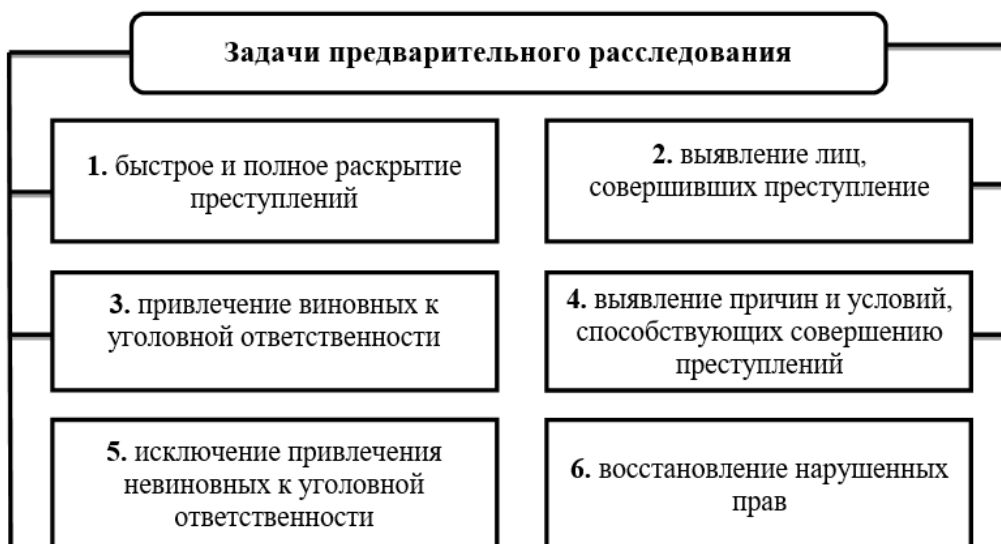 Задачи предварительного расследования
1. быстрое и полное раскрытие
преступлений
2. выявление лиц,
совершивших преступление
3. привлечение виновных к
уголовной ответственности
4. выявление причин и условий,
способствующих совершению
преступлений
5. исключение привлечения
невиновных к уголовной
ответственности
6. восстановление нарушенных
прав